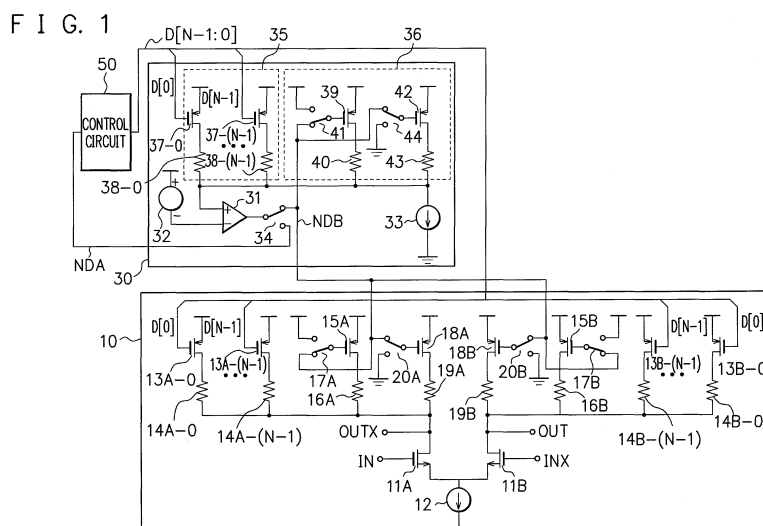 FIG. 1
D[N-1:0]
35
36
50
D[0]
D[N-1]
39
42
CONTROL
CIRCUIT
37-0
37-(N-1)
41
44
38-(N-1)
40
43
38-0
31
32
34
33
NDB
NDA
30
10
D[0]
D[N-1]
15A
18A
15B
D[N-1]
D[0]
18B
13A-0
13A-(N-1)
17A
20A
20B
17B
13B-(N-1)
13B-0
16A
19A
19B
16B
14A-0
14A-(N-1)
14B-(N-1)
14B-0
OUTX
OUT
IN
INX
11A
11B
12